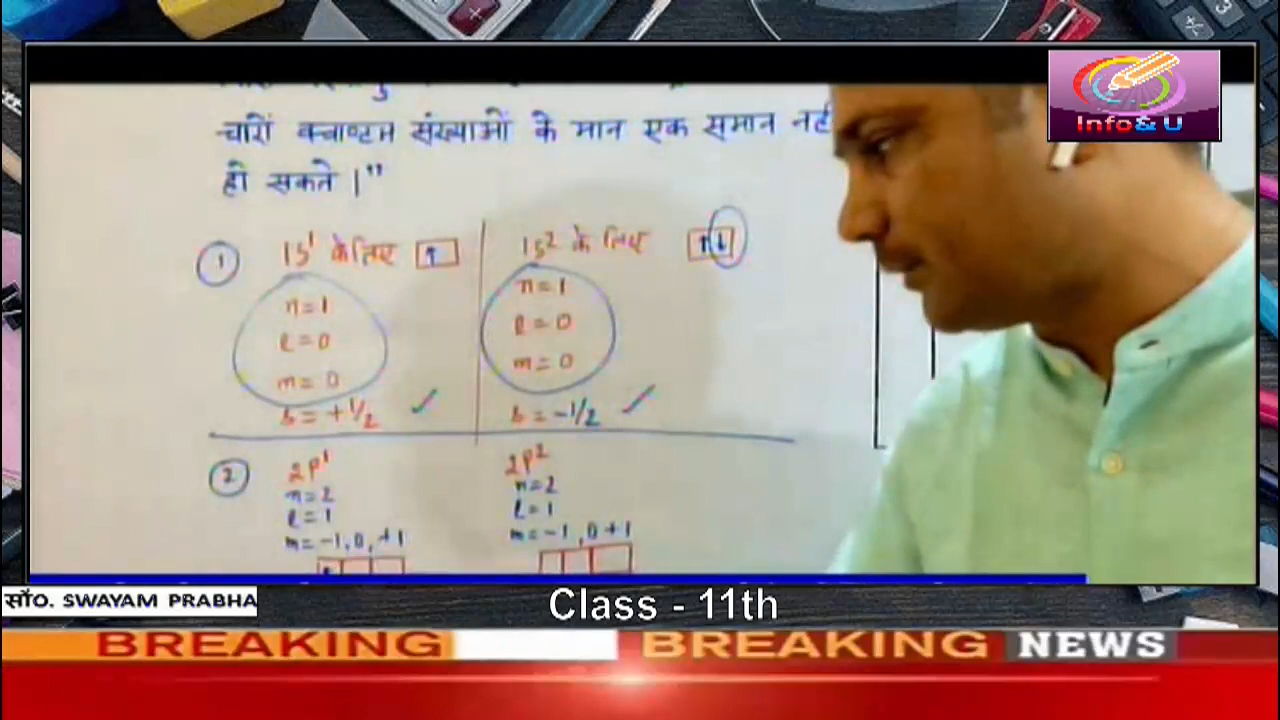 Info& U
चारों क्वाण्टम संख्याओं के मान एक समान नहीं
हो सकते।"
1
1s¹ के लिए ↑
n=1
l=0
m=0
s=+1/2 ✓
1s² के लिए ↑↓
n=1
l=0
m=0
s=-1/2 ✓
2
2p¹
n=2
l=1
m=-1,0,+1
2p²
n=2
l=1
m=-1,0+1
सौO. SWAYAM PRABHA
Class - 11th
BREAKING
BREAKING NEWS